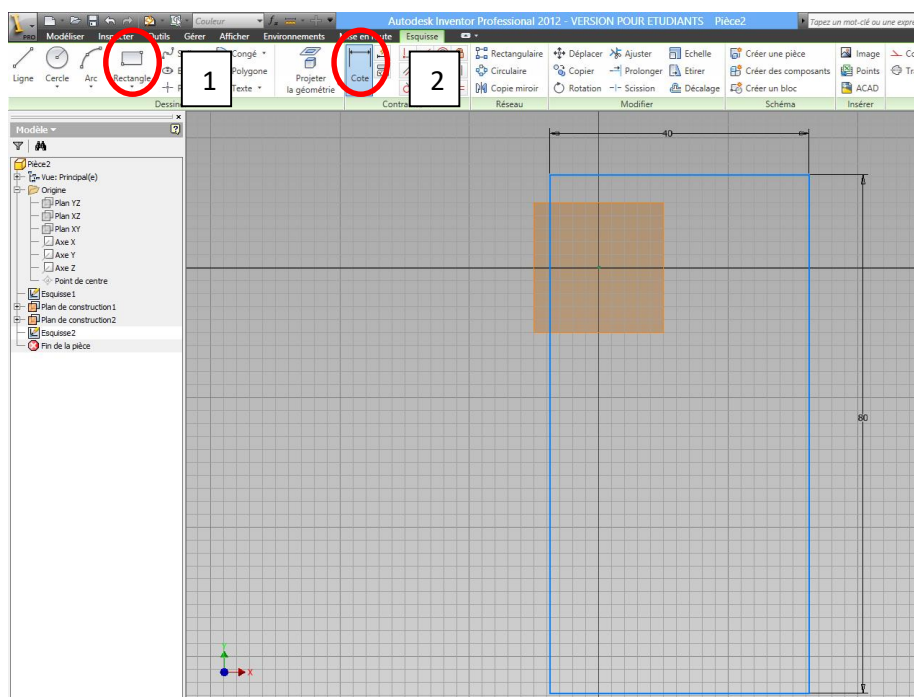 Couleur
Autodesk Inventor Professional 2012 - VERSION POUR ETUDIANTS Pièce2
Tapez un mot-clé ou une expr
PRO Modéliser Inspecter Outils Gérer Afficher Environnements Mise en route Esquisse
Congé Rectangulaire Déplacer Ajuster Echelle Créer une pièce Image
1 Polygone 2 Circulaire Copier Prolonger Etirer Créer des composants Points
Ligne Cercle Arc Rectangle Texte Projeter la géométrie Cote Copie miroir Rotation Scission Décalage Créer un bloc ACAD
Réseau Modifier Schéma Insérer
Modèle
Pièce2
Vue: Principal(e)
Origine
Plan YZ
Plan XZ
Plan XY
Axe X
Axe Y
Axe Z
Point de centre
Esquisse1
Plan de construction1
Plan de construction2
Esquisse2
Fin de la pièce
40
80
Y
X